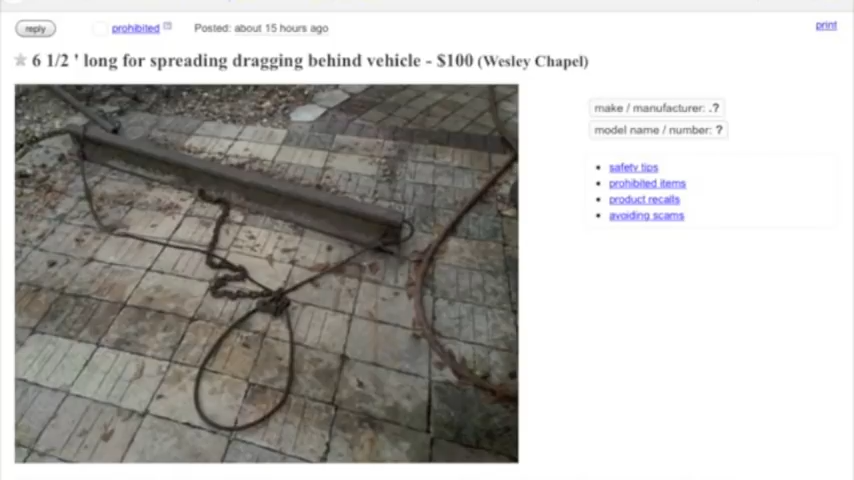 reply prohibited [?] Posted: about 15 hours ago print
6 1/2 ' long for spreading dragging behind vehicle - $100 (Wesley Chapel)
make / manufacturer: .?
model name / number: ?
safety tips
prohibited items
product recalls
avoiding scams